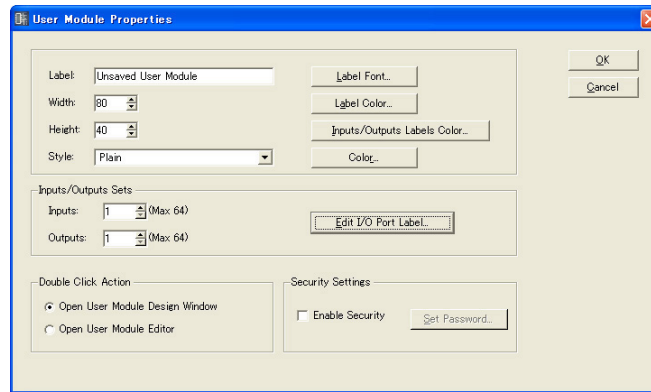 User Module Properties
Label: Unsaved User Module Label Font... OK
Width: 80 Label Color... Cancel
Height: 40 Inputs/Outputs Labels Color...
Style: Plain Color...
Inputs/Outputs Sets
Inputs: 1 (Max 64)
Edit I/O Port Label...
Outputs: 1 (Max 64)
Double Click Action
Open User Module Design Window
Open User Module Editor
Security Settings
Enable Security Set Password...